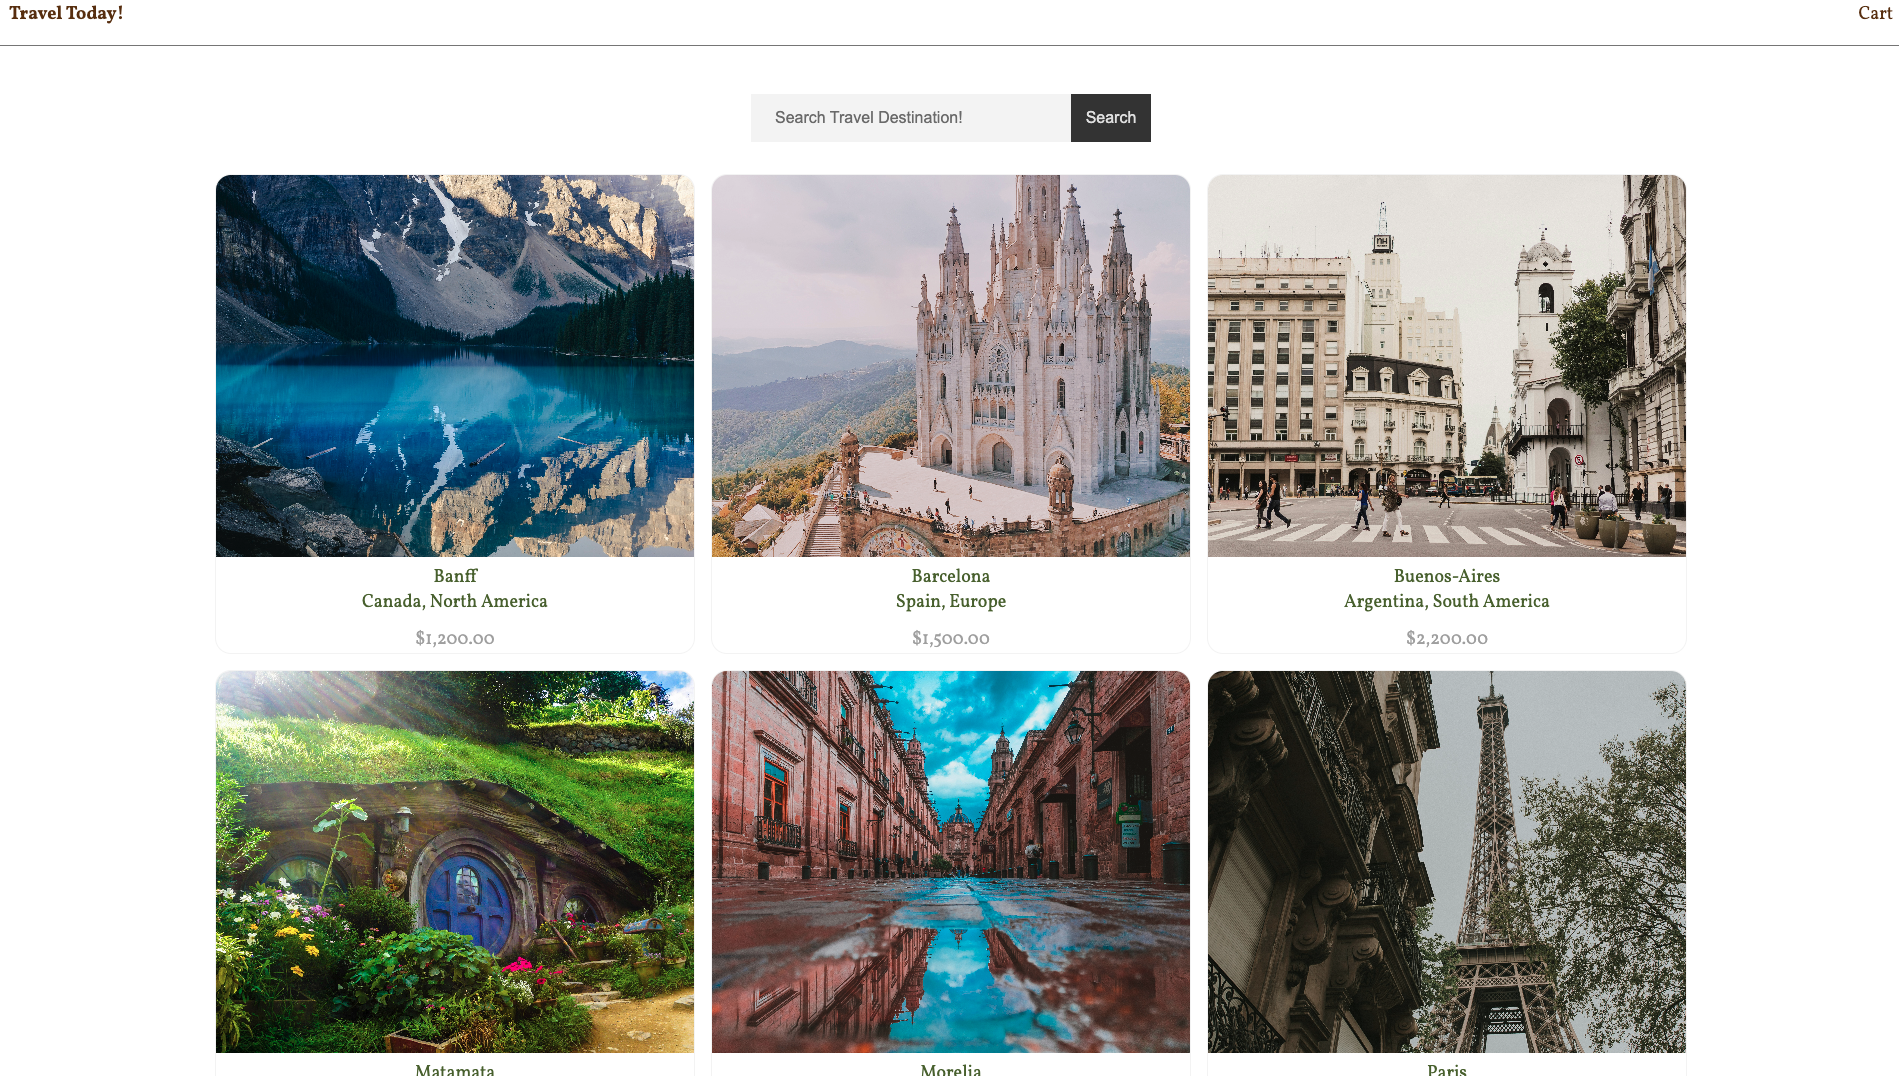 Travel Today!
Cart
Search Travel Destination!
Search
Banff
Canada, North America
$1,200.00
Barcelona
Spain, Europe
$1,500.00
Buenos-Aires
Argentina, South America
$2,200.00
Matamata
Morelia
Paris